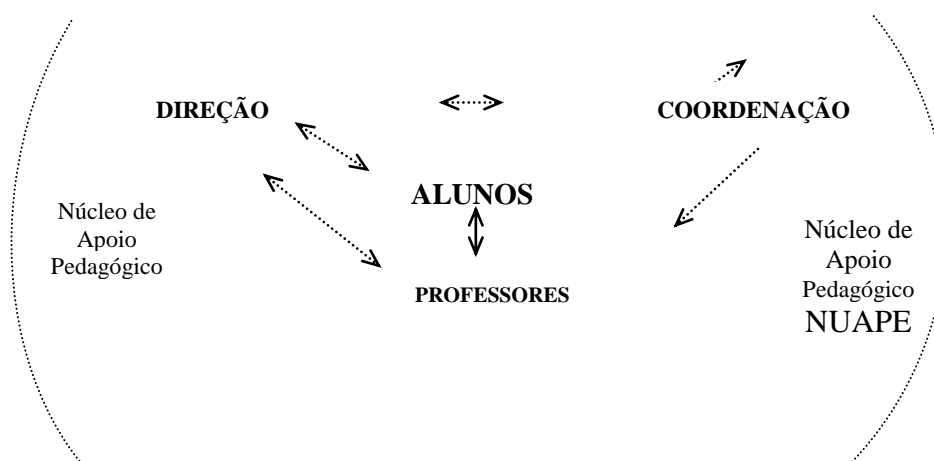 DIREÇÃO
COORDENAÇÃO
ALUNOS
Núcleo de
Apoio
Pedagógico
Núcleo de
Apoio
Pedagógico
NUAPE
PROFESSORES